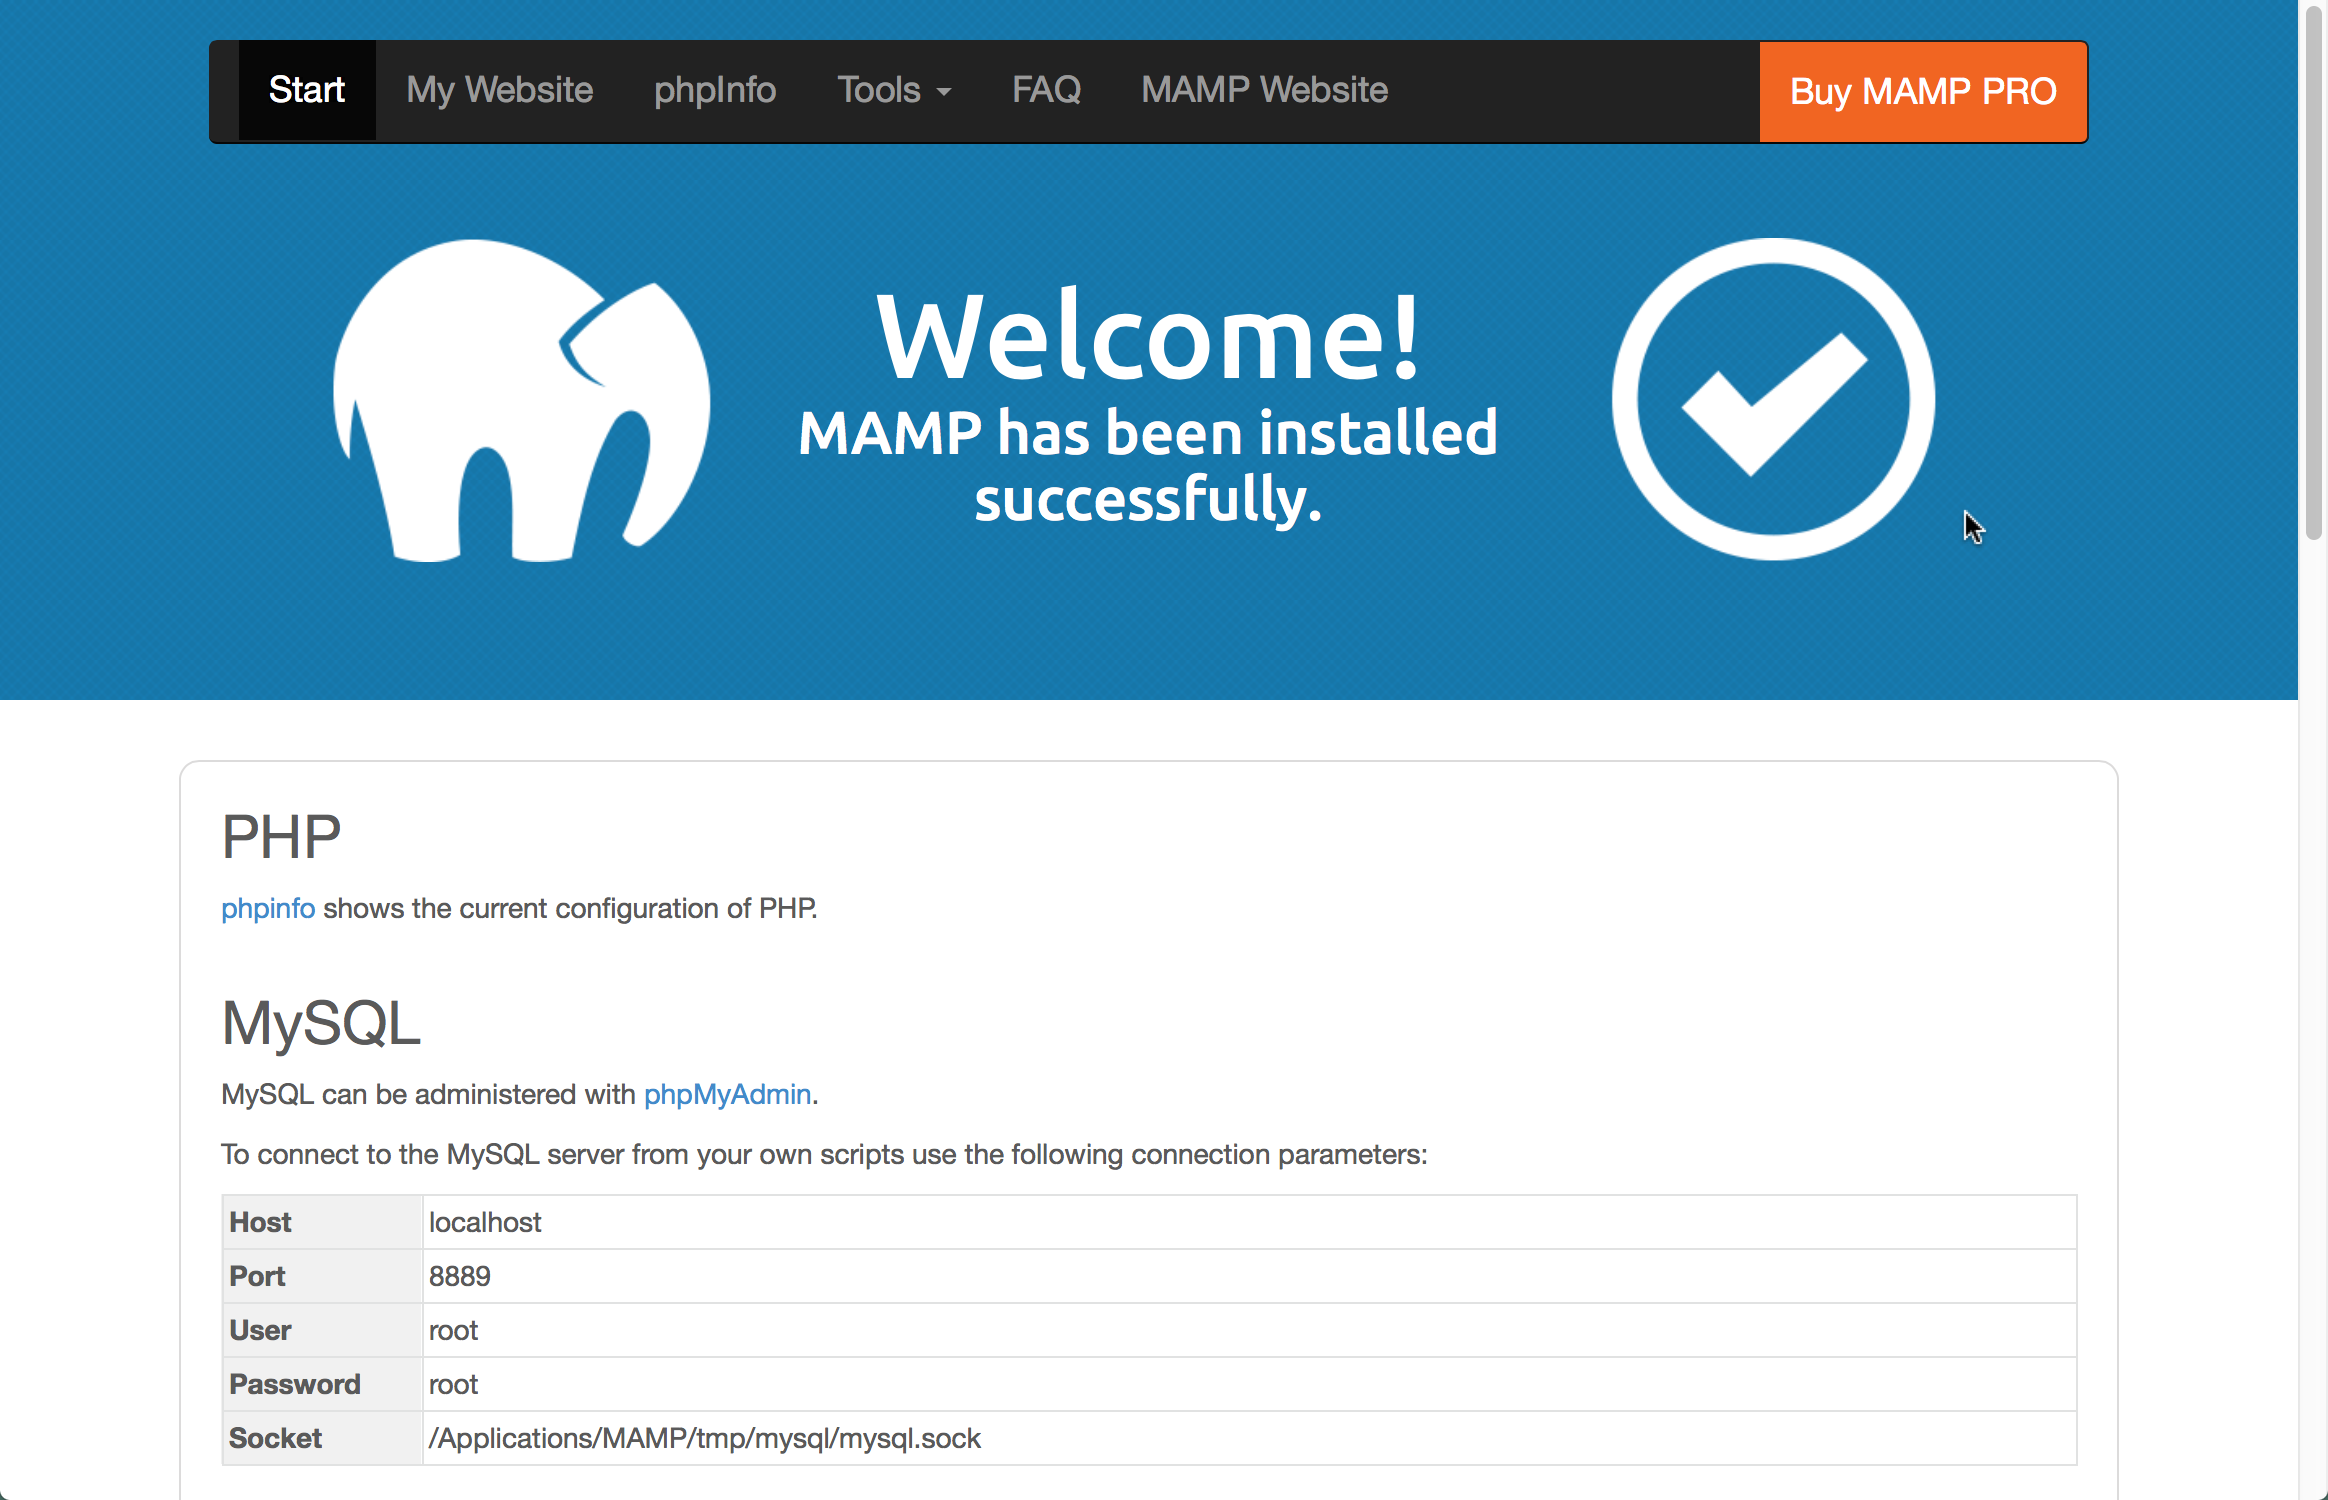 Start My Website phpInfo Tools FAQ MAMP Website Buy MAMP PRO
Welcome!
MAMP has been installed
successfully.
PHP
phpinfo shows the current configuration of PHP.
MySQL
MySQL can be administered with phpMyAdmin.
To connect to the MySQL server from your own scripts use the following connection parameters:
Host localhost
Port 8889
User root
Password root
Socket /Applications/MAMP/tmp/mysql/mysql.sock